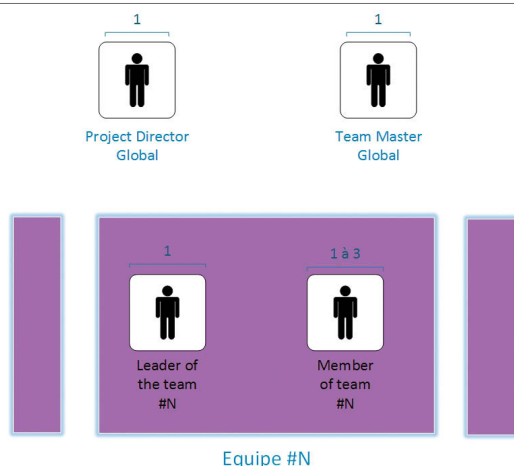 1
1
Project Director
Global
Team Master
Global
1
1 à 3
Leader of
the team
#N
Member
of team
#N
Equipe #N